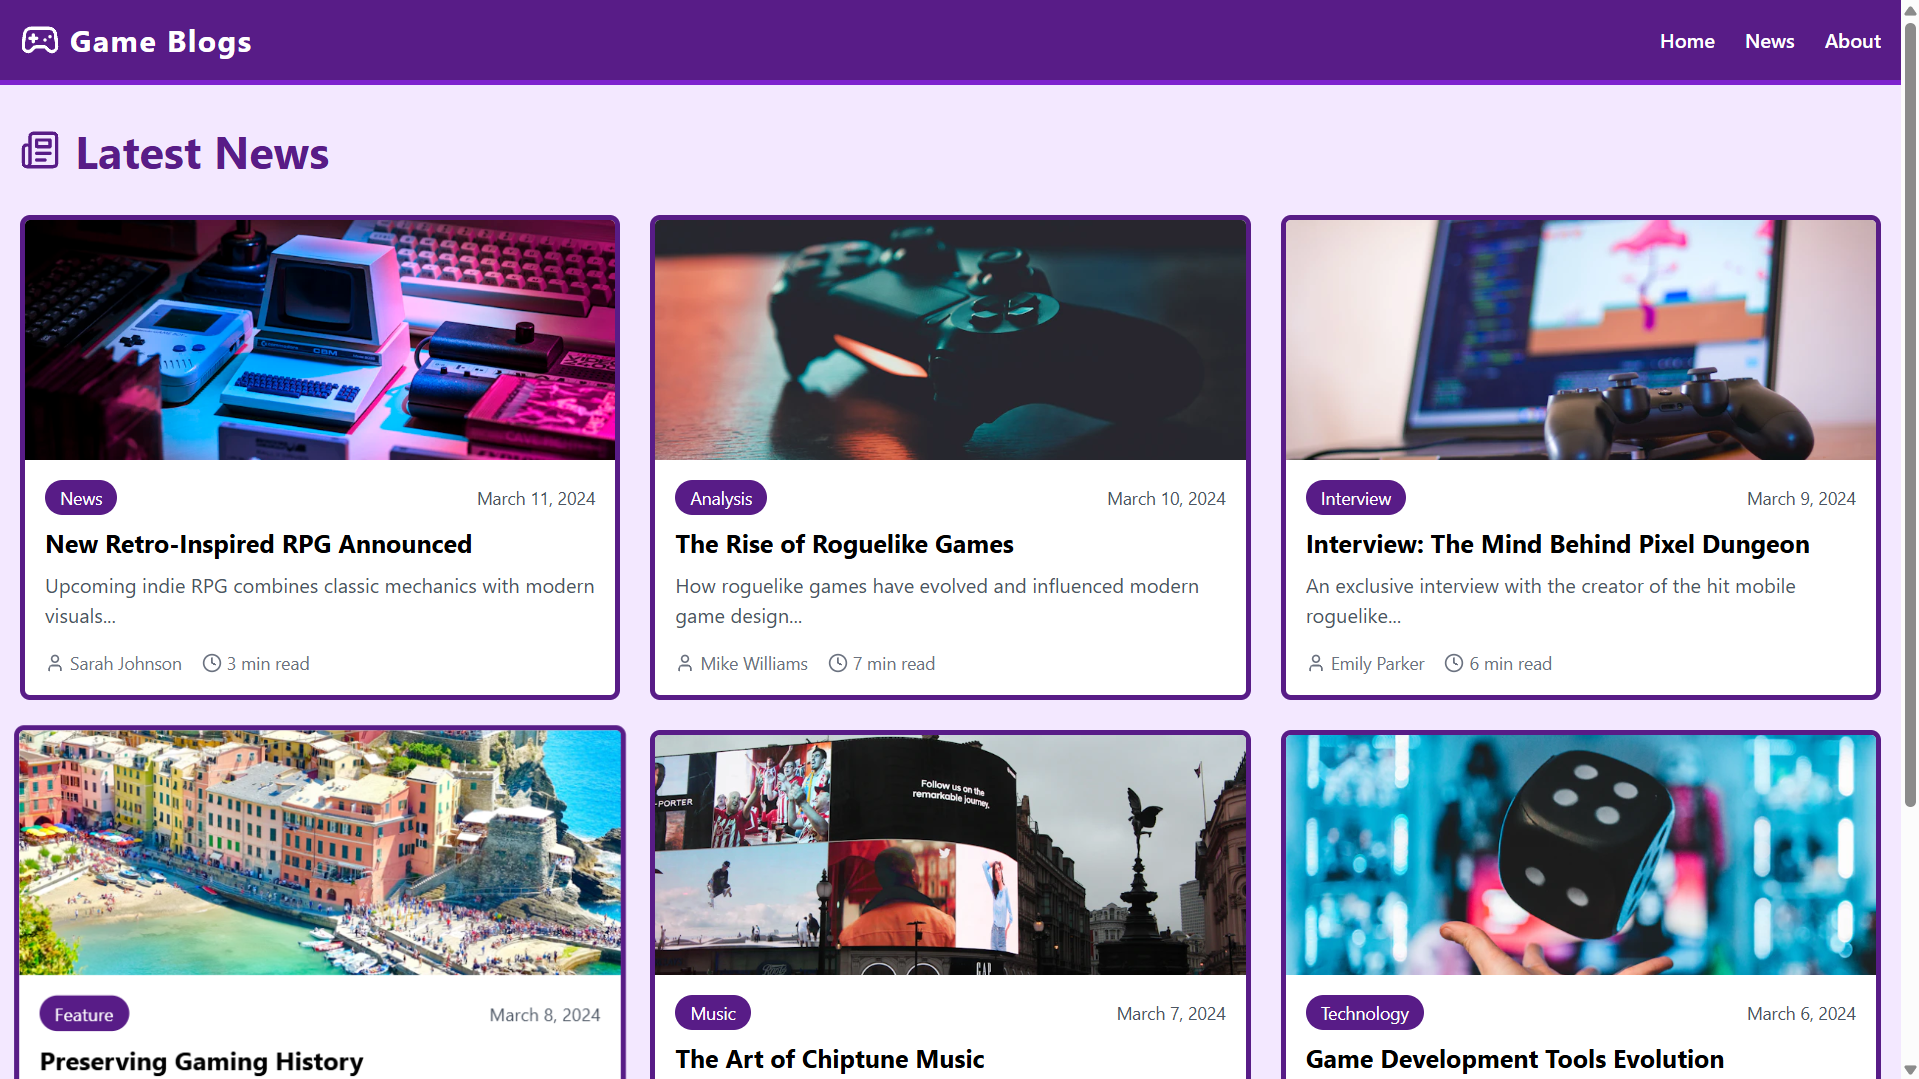 Game Blogs
Home
News
About
Latest News
CBM
News
March 11, 2024
New Retro-Inspired RPG Announced
Upcoming indie RPG combines classic mechanics with modern
visuals...
Sarah Johnson
3 min read
Analysis
March 10, 2024
The Rise of Roguelike Games
How roguelike games have evolved and influenced modern
game design...
Mike Williams
7 min read
Interview
March 9, 2024
Interview: The Mind Behind Pixel Dungeon
An exclusive interview with the creator of the hit mobile
roguelike...
Emily Parker
6 min read
Feature
March 8, 2024
Preserving Gaming History
-PORTER
Follow us on the
remarkable journey.
GAP
Music
March 7, 2024
The Art of Chiptune Music
Technology
March 6, 2024
Game Development Tools Evolution